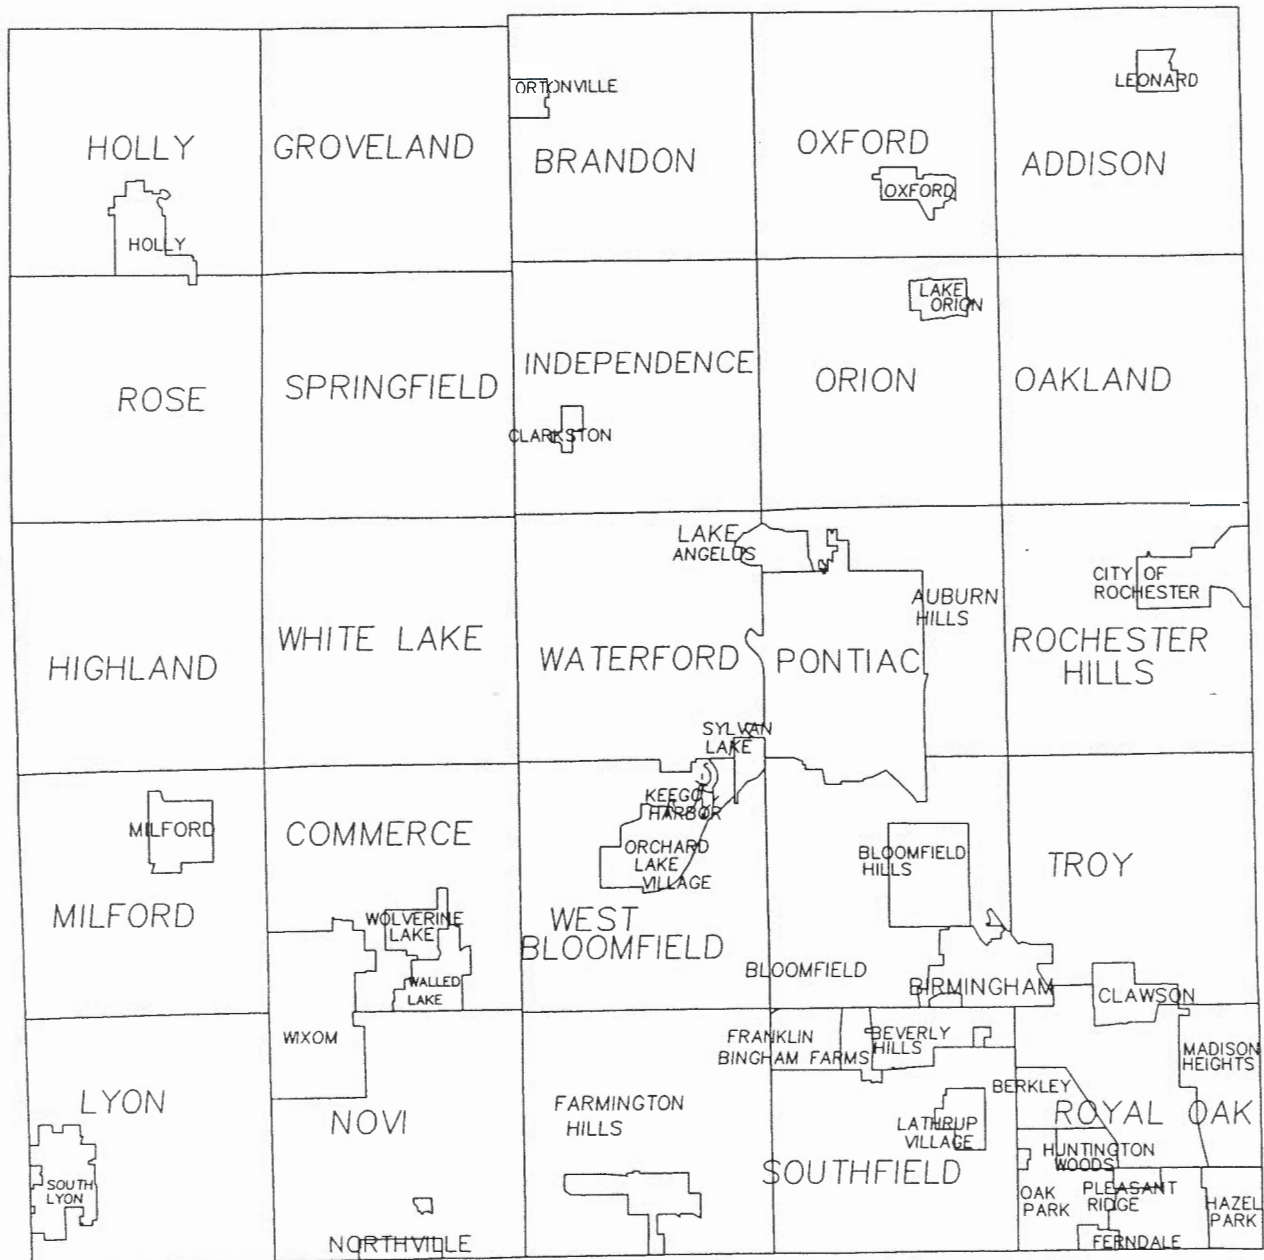 ORTONVILLE
LEONARD
HOLLY
GROVELAND
BRANDON
OXFORD
ADDISON
OXFORD
HOLLY
LAKE
ORION
ROSE
SPRINGFIELD
INDEPENDENCE
ORION
OAKLAND
CLARKSTON
LAKE
ANGELUS
CITY OF
ROCHESTER
AUBURN
HILLS
HIGHLAND
WHITE LAKE
WATERFORD
PONTIAC
ROCHESTER
HILLS
SYLVAN
LAKE
KEEGO
HARBOR
MILFORD
COMMERCE
ORCHARD
LAKE
VILLAGE
BLOOMFIELD
HILLS
TROY
MILFORD
WOLVERINE
LAKE
WEST
BLOOMFIELD
BLOOMFIELD
WALLED
LAKE
BIRMINGHAM
CLAWSON
WIXOM
FRANKLIN
BINGHAM FARMS
BEVERLY
HILLS
MADISON
HEIGHTS
BERKLEY
LYON
NOVI
FARMINGTON
HILLS
LATHRUP
VILLAGE
ROYAL OAK
HUNTINGTON
WOODS
SOUTHFIELD
SOUTH
LYON
OAK
PARK
PLEASANT
RIDGE
HAZEL
PARK
NORTHVILLE
FERNDALE